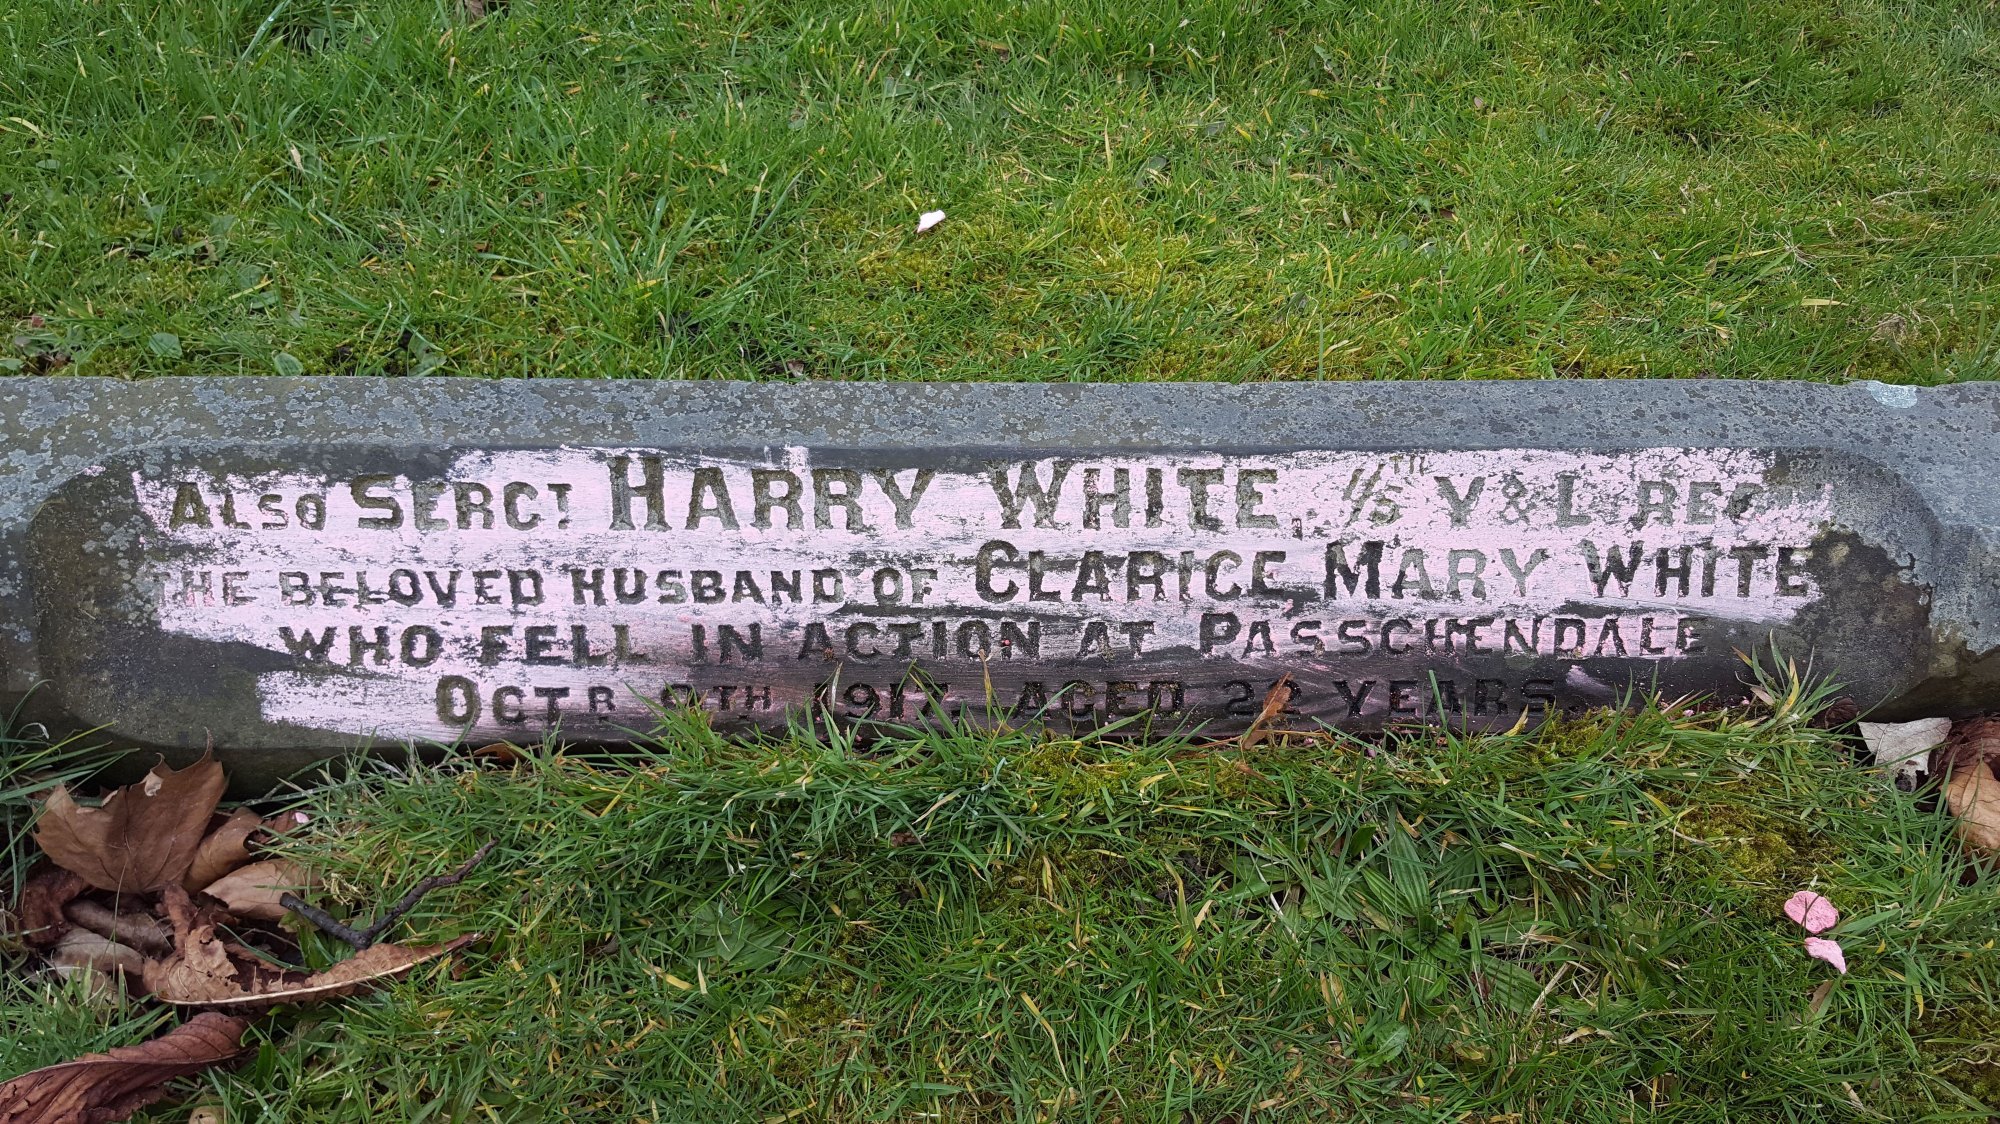 ALSO SERGT HARRY WHITE, 1/5TH Y & L REG
THE BELOVED HUSBAND OF CLARICE MARY WHITE
WHO FELL IN ACTION AT PASSCHENDALE
OCTR 9TH 1917, AGED 22 YEARS.